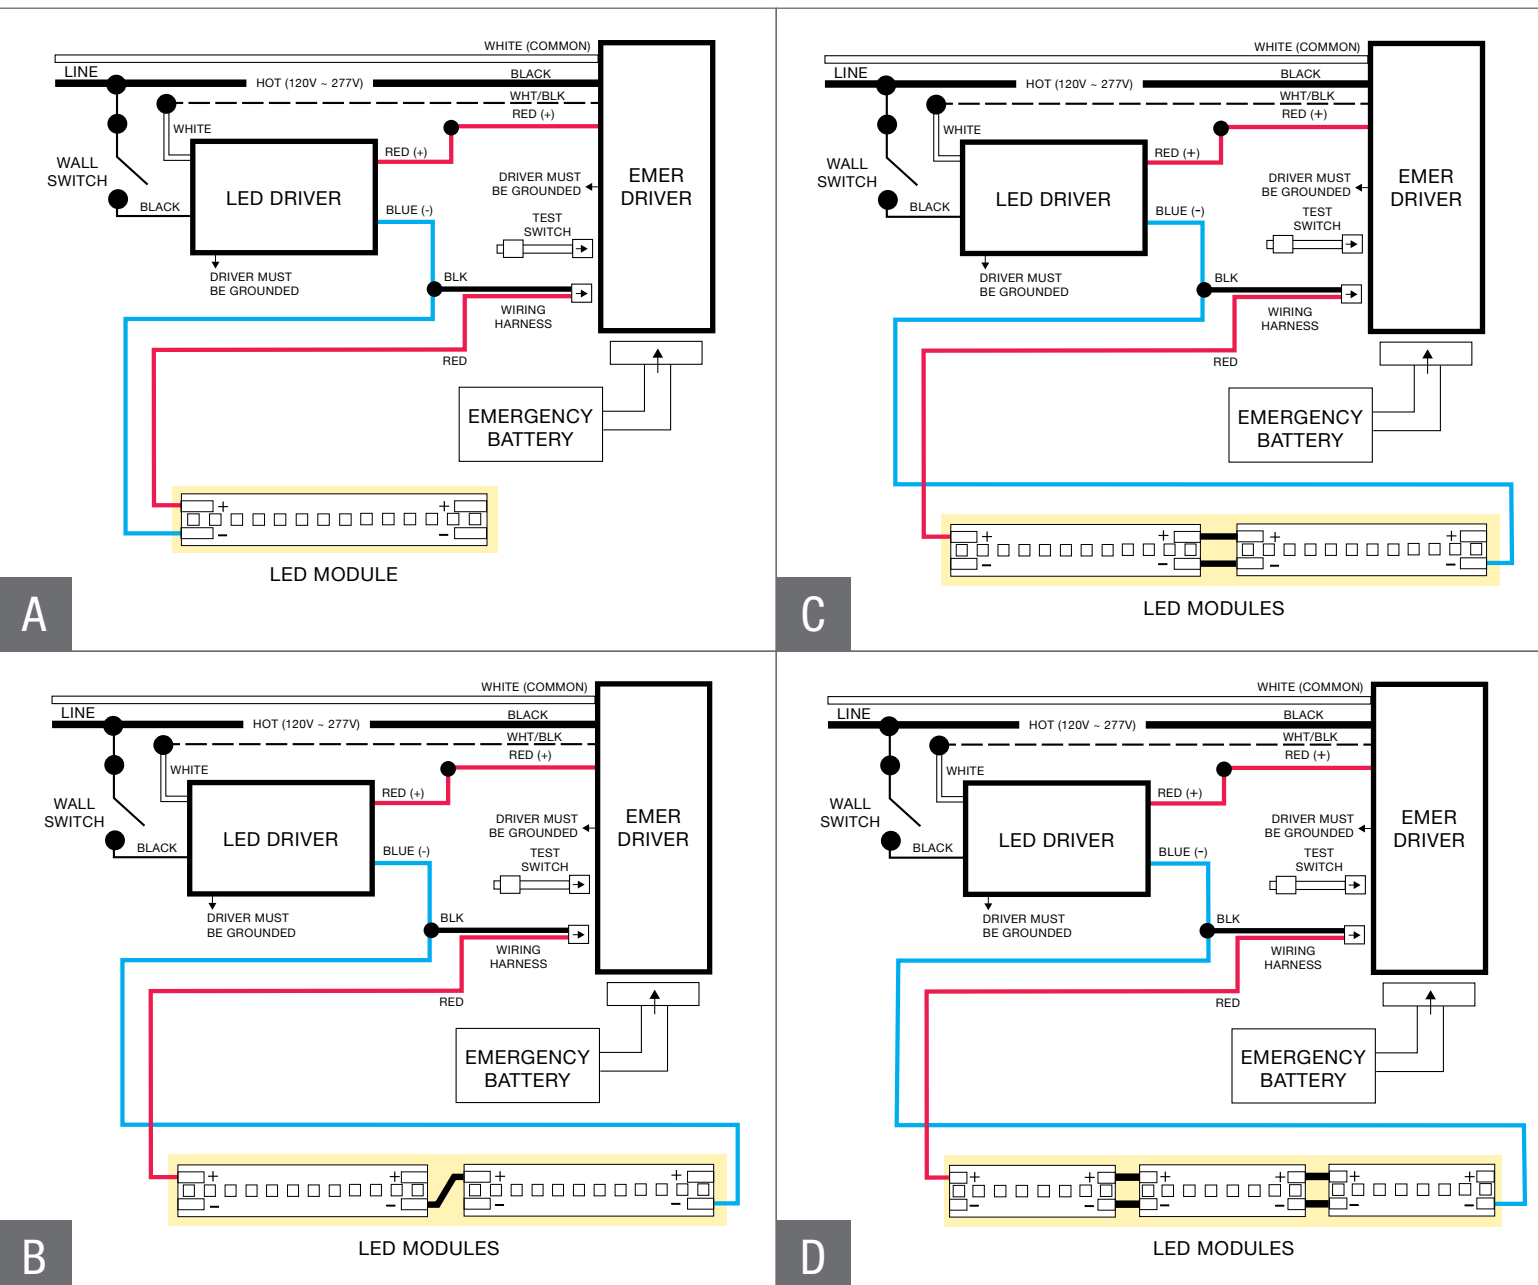 WHITE (COMMON)
LINE
HOT (120V ~ 277V)
BLACK
WHT/BLK
RED (+)
WHITE
RED (+)
WALL
SWITCH
LED DRIVER
DRIVER MUST
BE GROUNDED
EMER
DRIVER
BLACK
BLUE (-)
TEST
SWITCH
DRIVER MUST
BE GROUNDED
BLK
WIRING
HARNESS
RED
EMERGENCY
BATTERY
+ +
- -
LED MODULE
A
WHITE (COMMON)
LINE
HOT (120V ~ 277V)
BLACK
WHT/BLK
RED (+)
WHITE
RED (+)
WALL
SWITCH
LED DRIVER
DRIVER MUST
BE GROUNDED
EMER
DRIVER
BLACK
BLUE (-)
TEST
SWITCH
DRIVER MUST
BE GROUNDED
BLK
WIRING
HARNESS
RED
EMERGENCY
BATTERY
+ + + +
- - - -
LED MODULES
C
WHITE (COMMON)
LINE
HOT (120V ~ 277V)
BLACK
WHT/BLK
RED (+)
WHITE
RED (+)
WALL
SWITCH
LED DRIVER
DRIVER MUST
BE GROUNDED
EMER
DRIVER
BLACK
BLUE (-)
TEST
SWITCH
DRIVER MUST
BE GROUNDED
BLK
WIRING
HARNESS
RED
EMERGENCY
BATTERY
+ + + +
- - - -
LED MODULES
B
WHITE (COMMON)
LINE
HOT (120V ~ 277V)
BLACK
WHT/BLK
RED (+)
WHITE
RED (+)
WALL
SWITCH
LED DRIVER
DRIVER MUST
BE GROUNDED
EMER
DRIVER
BLACK
BLUE (-)
TEST
SWITCH
DRIVER MUST
BE GROUNDED
BLK
WIRING
HARNESS
RED
EMERGENCY
BATTERY
+ + + + + +
- - - - - -
LED MODULES
D